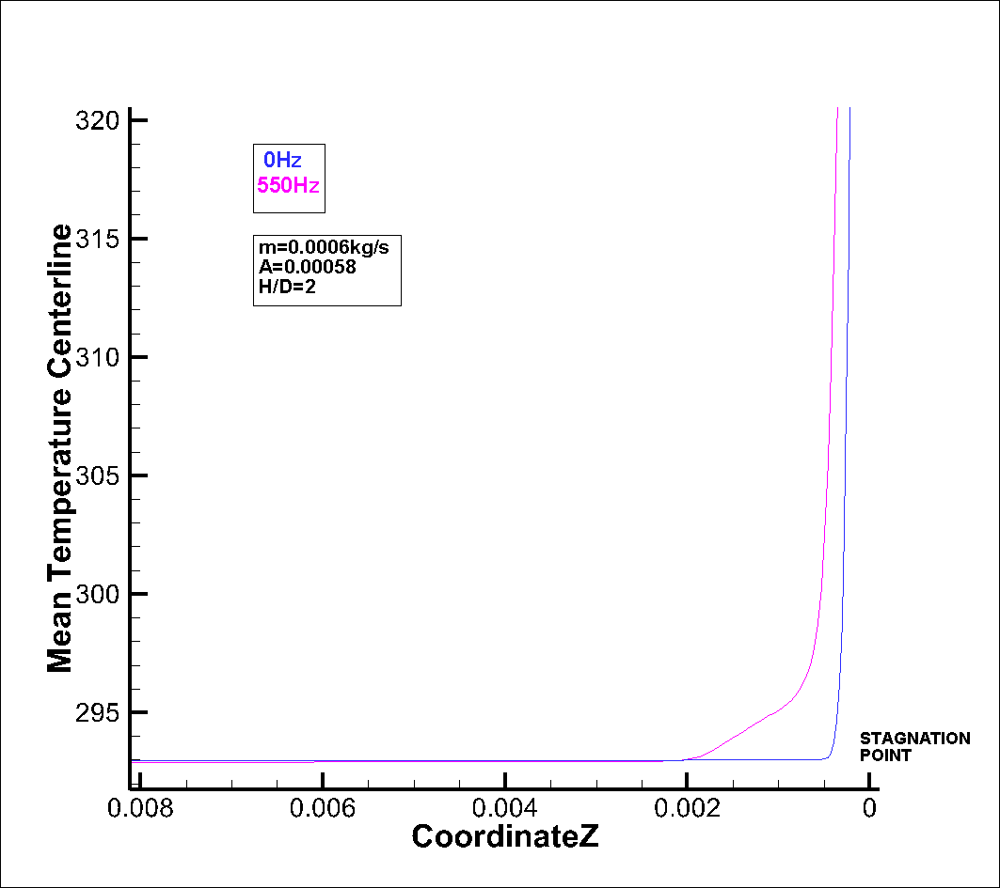 320
315
310
305
300
295
Mean Temperature Centerline
0Hz
550Hz
m=0.0006kg/s
A=0.00058
H/D=2
STAGNATION
POINT
0.008
0.006
0.004
0.002
0
CoordinateZ